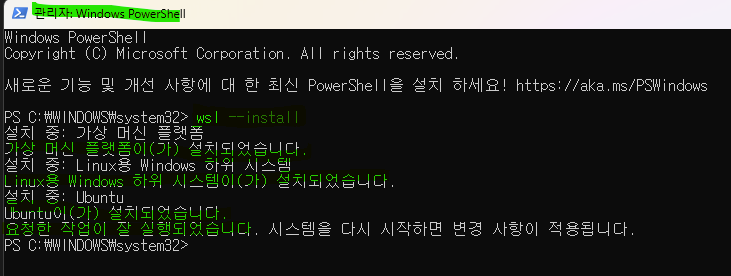 관리자: Windows PowerShell
Windows PowerShell
Copyright (C) Microsoft Corporation. All rights reserved.
새로운 기능 및 개선 사항에 대 한 최신 PowerShell을 설치 하세요! https://aka.ms/PSWindows
PS C:₩WINDOWS₩system32> wsl --install
설치 중: 가상 머신 플랫폼
가상 머신 플랫폼이(가) 설치되었습니다.
설치 중: Linux용 Windows 하위 시스템
Linux용 Windows 하위 시스템이(가) 설치되었습니다.
설치 중: Ubuntu
Ubuntu이(가) 설치되었습니다.
요청한 작업이 잘 실행되었습니다. 시스템을 다시 시작하면 변경 사항이 적용됩니다.
PS C:₩WINDOWS₩system32>